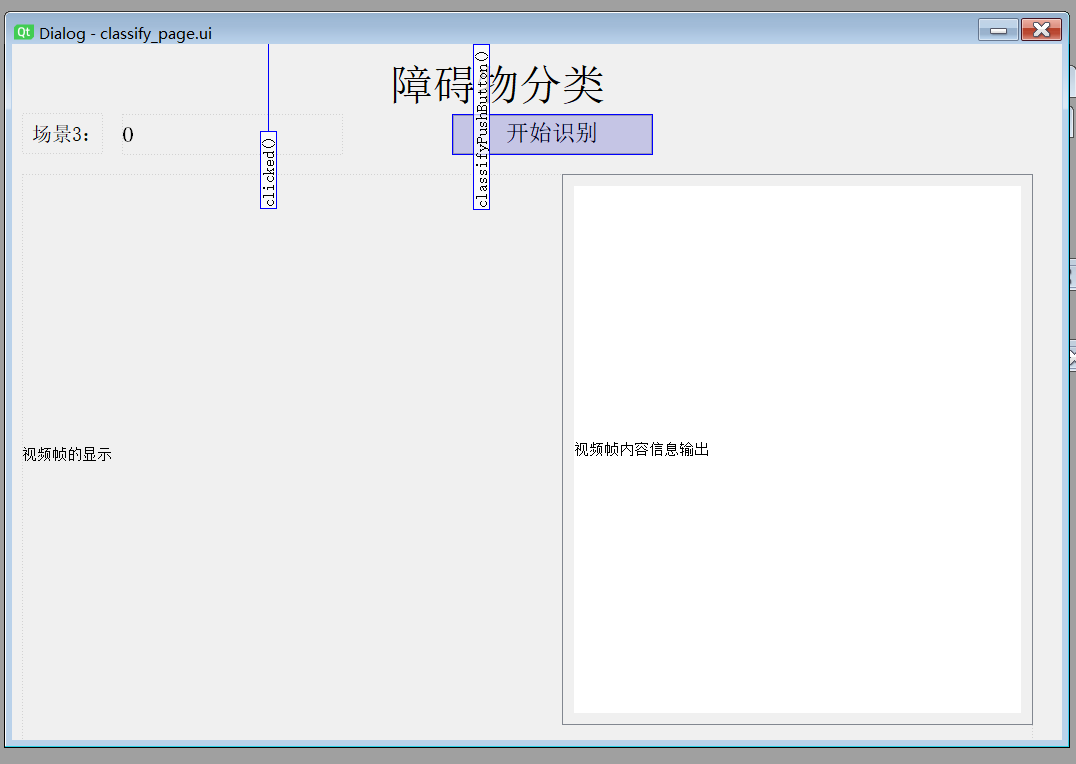 Qt Dialog - classify_page.ui
障碍物分类
场景3:
0
开始识别
clicked()
classifyPushButton()
视频帧的显示
视频帧内容信息输出